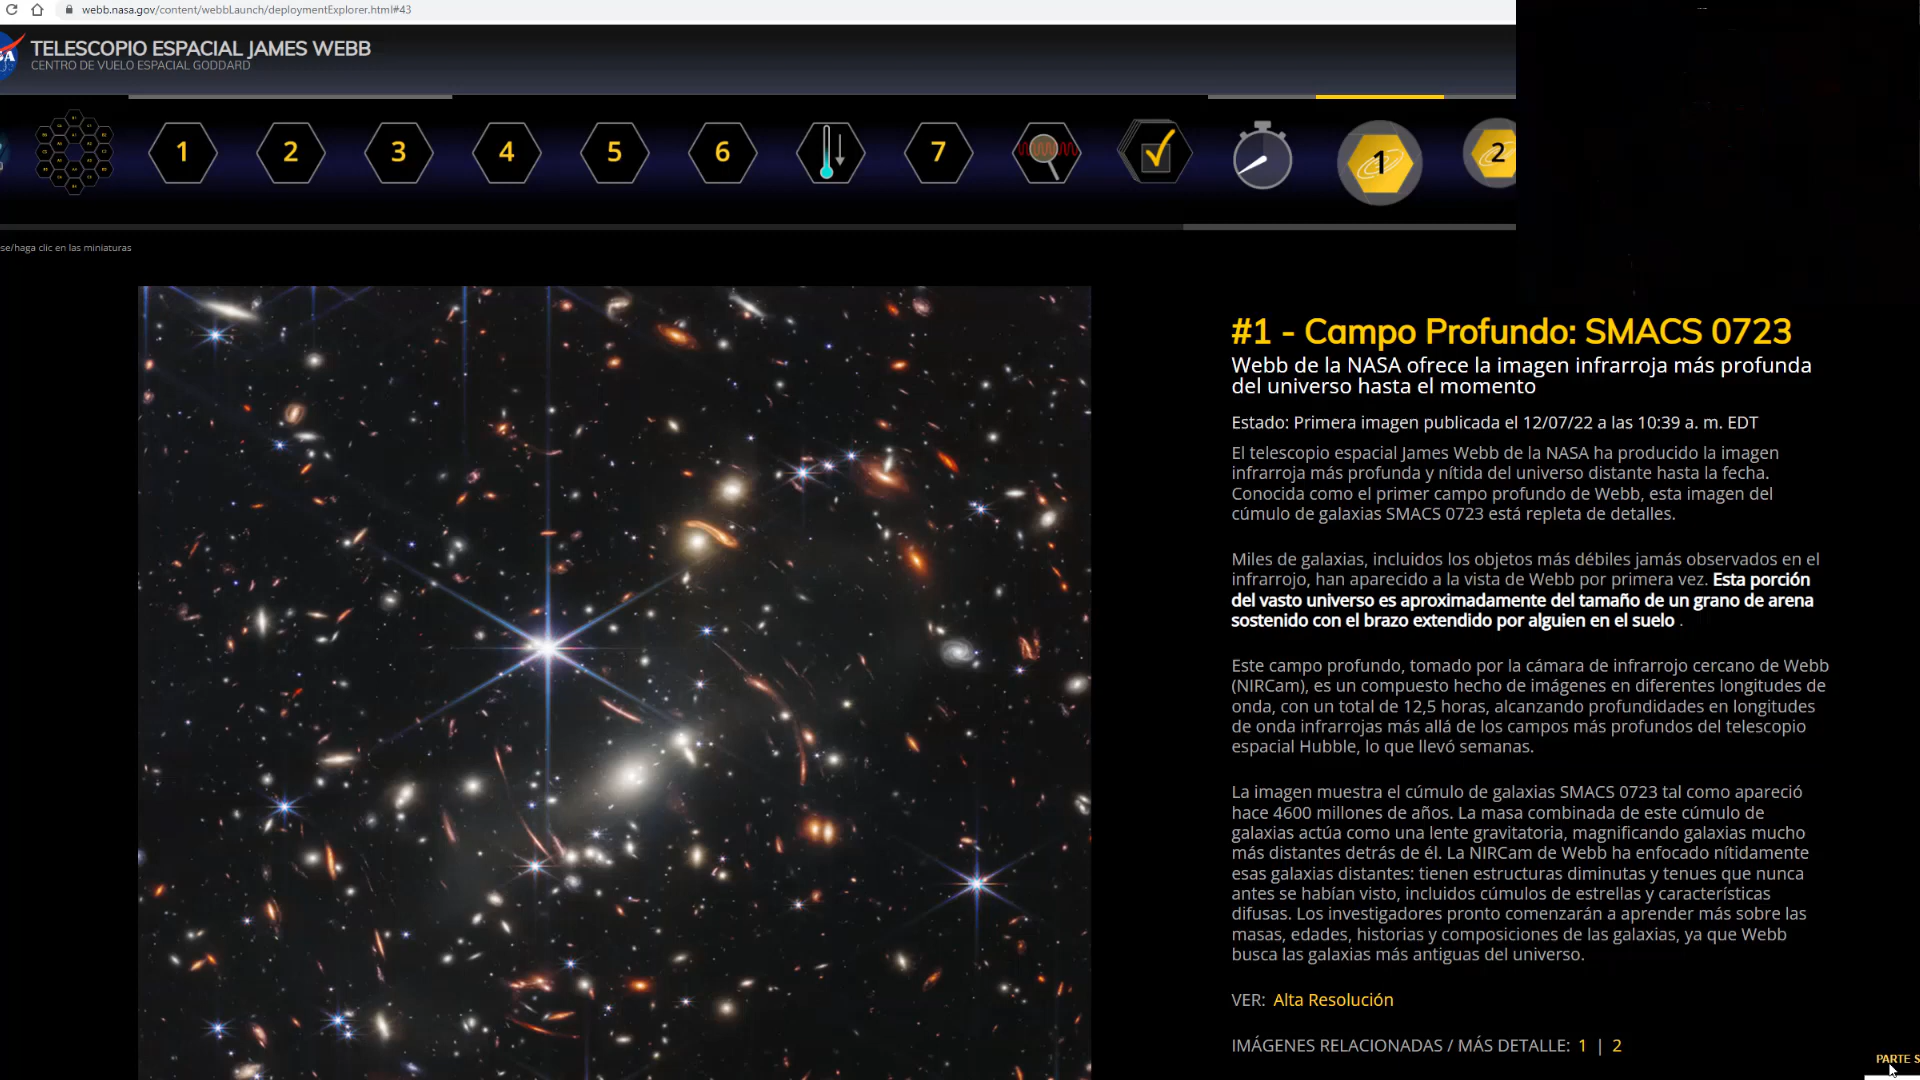 webb.nasa.gov/content/webbLaunch/deploymentExplorer.html#43
TELESCOPIO ESPACIAL JAMES WEBB
CENTRO DE VUELO ESPACIAL GODDARD
1 2 3 4 5 6 7 1 2
se/haga clic en las miniaturas
#1 - Campo Profundo: SMACS 0723
Webb de la NASA ofrece la imagen infrarroja más profunda
del universo hasta el momento
Estado: Primera imagen publicada el 12/07/22 a las 10:39 a. m. EDT
El telescopio espacial James Webb de la NASA ha producido la imagen
infrarroja más profunda y nítida del universo distante hasta la fecha.
Conocida como el primer campo profundo de Webb, esta imagen del
cúmulo de galaxias SMACS 0723 está repleta de detalles.
Miles de galaxias, incluidos los objetos más débiles jamás observados en el
infrarrojo, han aparecido a la vista de Webb por primera vez. Esta porción
del vasto universo es aproximadamente del tamaño de un grano de arena
sostenido con el brazo extendido por alguien en el suelo .
Este campo profundo, tomado por la cámara de infrarrojo cercano de Webb
(NIRCam), es un compuesto hecho de imágenes en diferentes longitudes de
onda, con un total de 12,5 horas, alcanzando profundidades en longitudes
de onda infrarrojas más allá de los campos más profundos del telescopio
espacial Hubble, lo que llevó semanas.
La imagen muestra el cúmulo de galaxias SMACS 0723 tal como apareció
hace 4600 millones de años. La masa combinada de este cúmulo de
galaxias actúa como una lente gravitatoria, magnificando galaxias mucho
más distantes detrás de él. La NIRCam de Webb ha enfocado nítidamente
esas galaxias distantes: tienen estructuras diminutas y tenues que nunca
antes se habían visto, incluidos cúmulos de estrellas y características
difusas. Los investigadores pronto comenzarán a aprender más sobre las
masas, edades, historias y composiciones de las galaxias, ya que Webb
busca las galaxias más antiguas del universo.
VER: Alta Resolución
IMÁGENES RELACIONADAS / MÁS DETALLE: 1 | 2
PARTE S